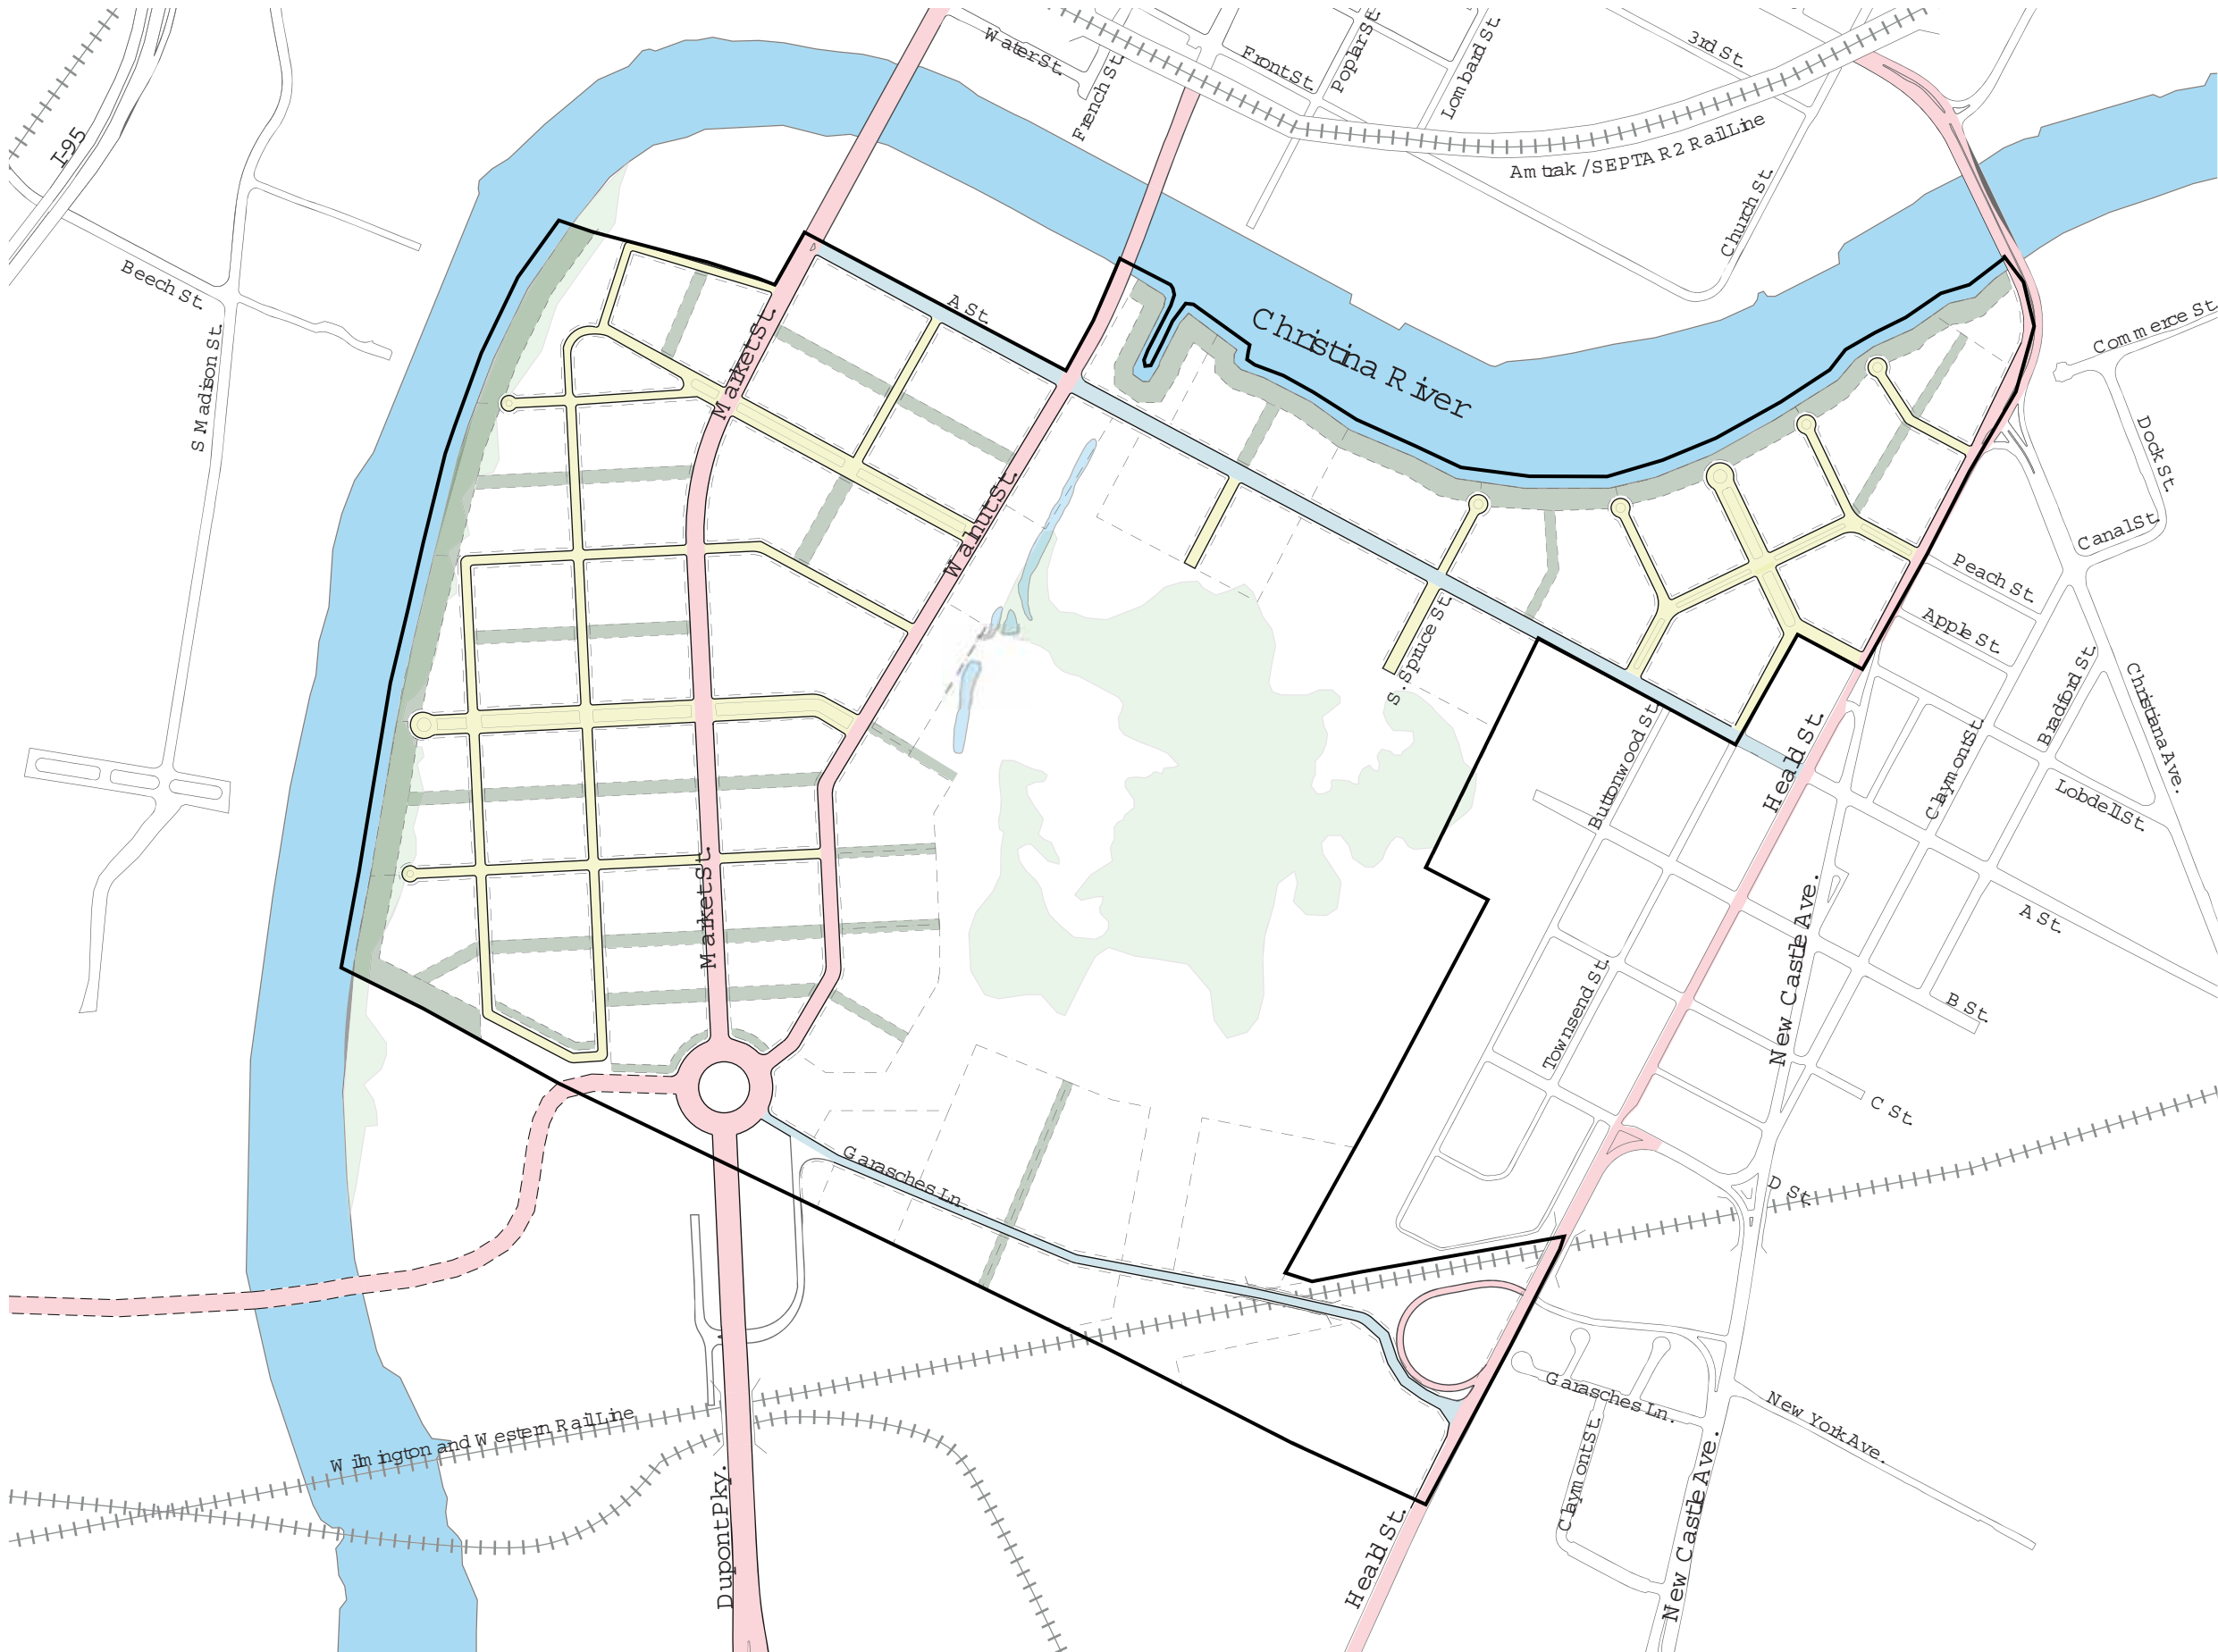 Water St.
French St.
Front St.
Poplar St.
Lombard St.
3rd St.
I-95
Amtrak / SEPTA R2 Rail Line
Church St.
Beech St.
S Madison St.
A St.
Market St.
Christina River
Commerce St.
Dock St.
Canal St.
Walnut St.
Peach St.
Apple St.
S. Spruce St.
Bradford St.
Christina Ave.
Buttonwood St.
Heald St.
Claymont St.
Lobdell St.
Market St.
New Castle Ave.
A St.
Townsend St.
B St.
C St.
Garasches Ln.
D St.
Wilmington and Western Rail Line
Garasches Ln.
New York Ave.
Claymont St.
Dupont Pky.
Heald St.
New Castle Ave.